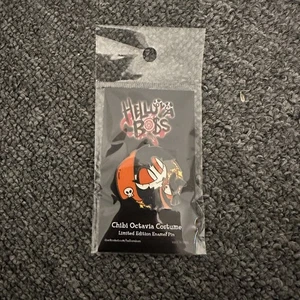 HELLUVA
BOSS
Chibi Octavia Costume
Limited Edition Enamel Pin